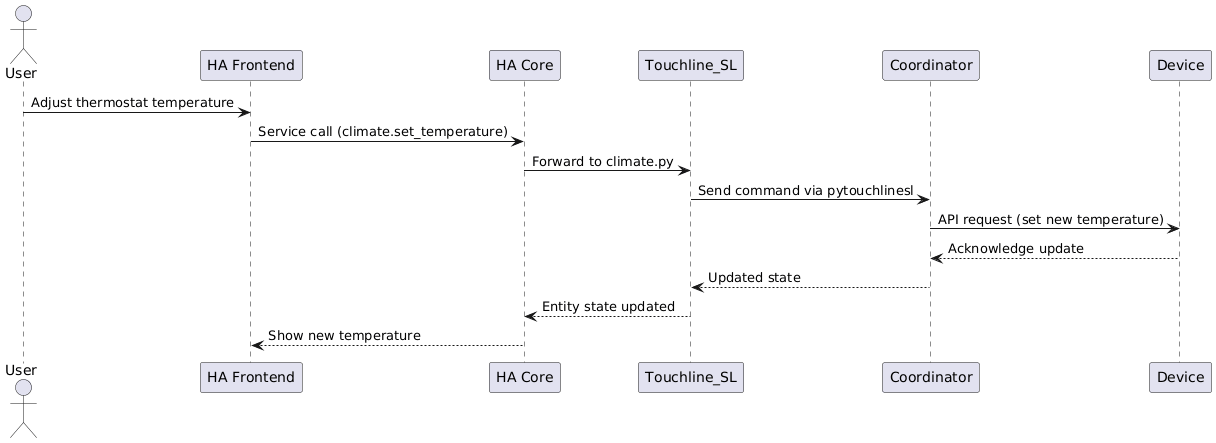 User
HA Frontend
HA Core
Touchline_SL
Coordinator
Device
Adjust thermostat temperature
Service call (climate.set_temperature)
Forward to climate.py
Send command via pytouchlinesl
API request (set new temperature)
Acknowledge update
Updated state
Entity state updated
Show new temperature
User
HA Frontend
HA Core
Touchline_SL
Coordinator
Device